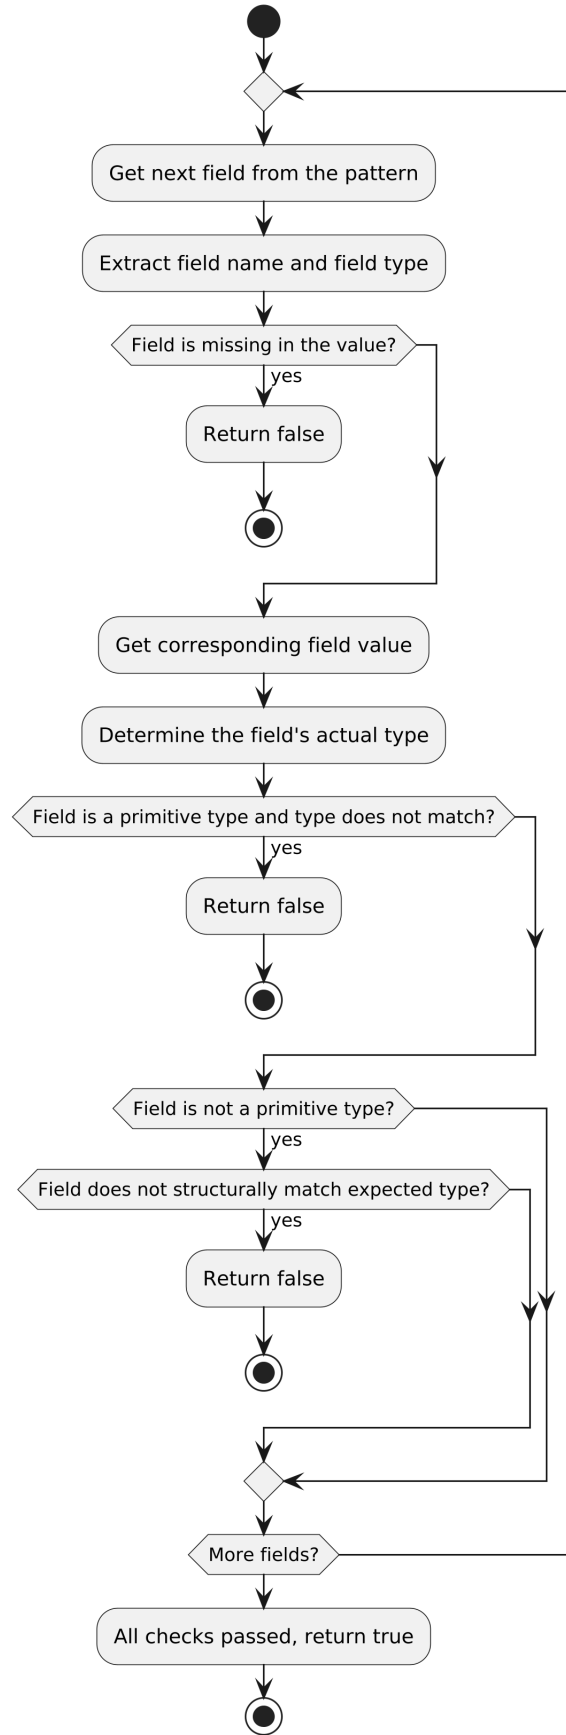 Get next field from the pattern
Extract field name and field type
Field is missing in the value?
yes
Return false
Get corresponding field value
Determine the field's actual type
Field is a primitive type and type does not match?
yes
Return false
Field is not a primitive type?
yes
Field does not structurally match expected type?
yes
Return false
More fields?
All checks passed, return true